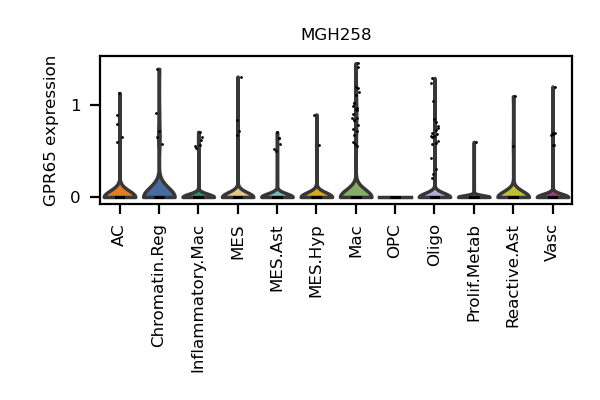 MGH258
GPR65 expression
1
0
AC
Chromatin.Reg
Inflammatory.Mac
MES
MES.Ast
MES.Hyp
Mac
OPC
Oligo
Prolif.Metab
Reactive.Ast
Vasc